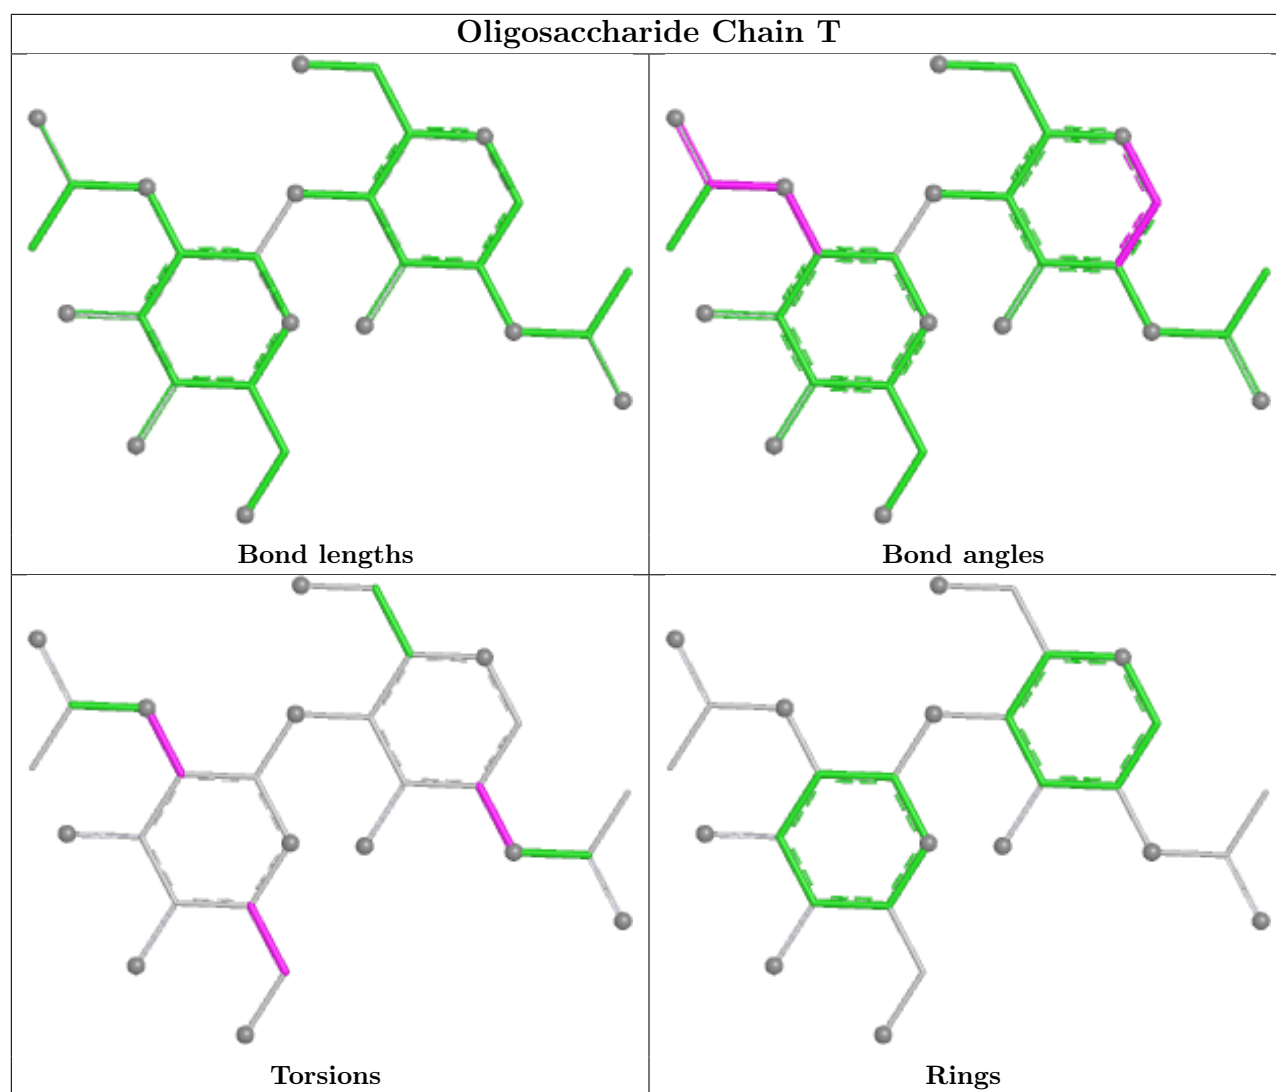 Oligosaccharide Chain T
Bond lengths
Bond angles
Torsions
Rings